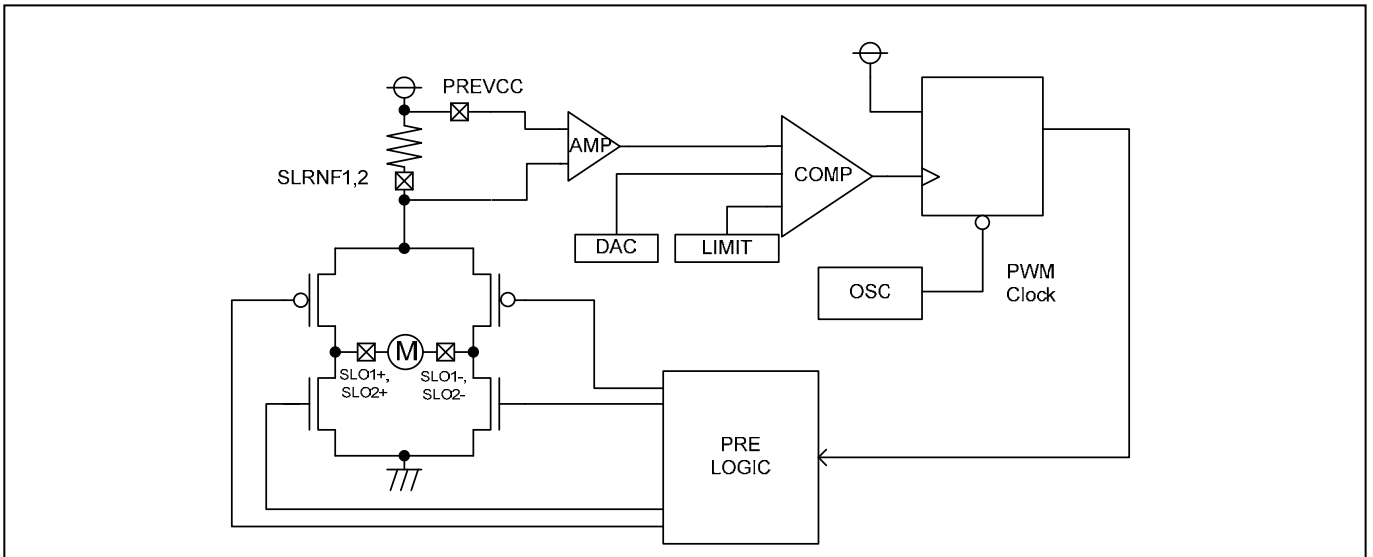 PREVCC
AMP
SLRNF1,2
COMP
DAC
LIMIT
OSC
PWM
Clock
M
SLO1+,
SLO2+
SLO1-,
SLO2-
PRE
LOGIC